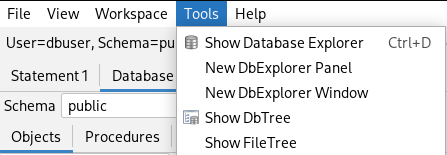 File View Workspace Tools Help
User=dbuser, Schema=pu
Show Database Explorer Ctrl+D
Statement 1 Database
New DbExplorer Panel
New DbExplorer Window
Schema public
Show DbTree
Objects Procedures
Show FileTree